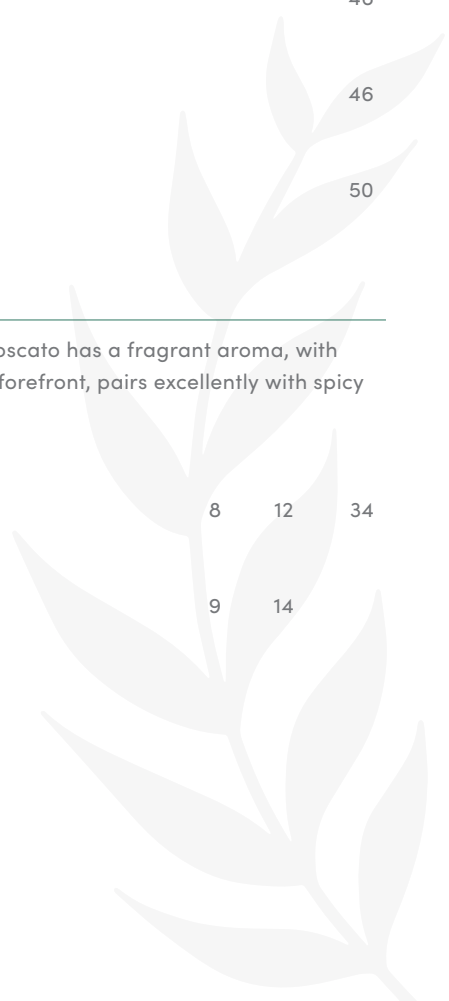 46
50
oscato has a fragrant aroma, with
forefront, pairs excellently with spicy
8 12 34
9 14